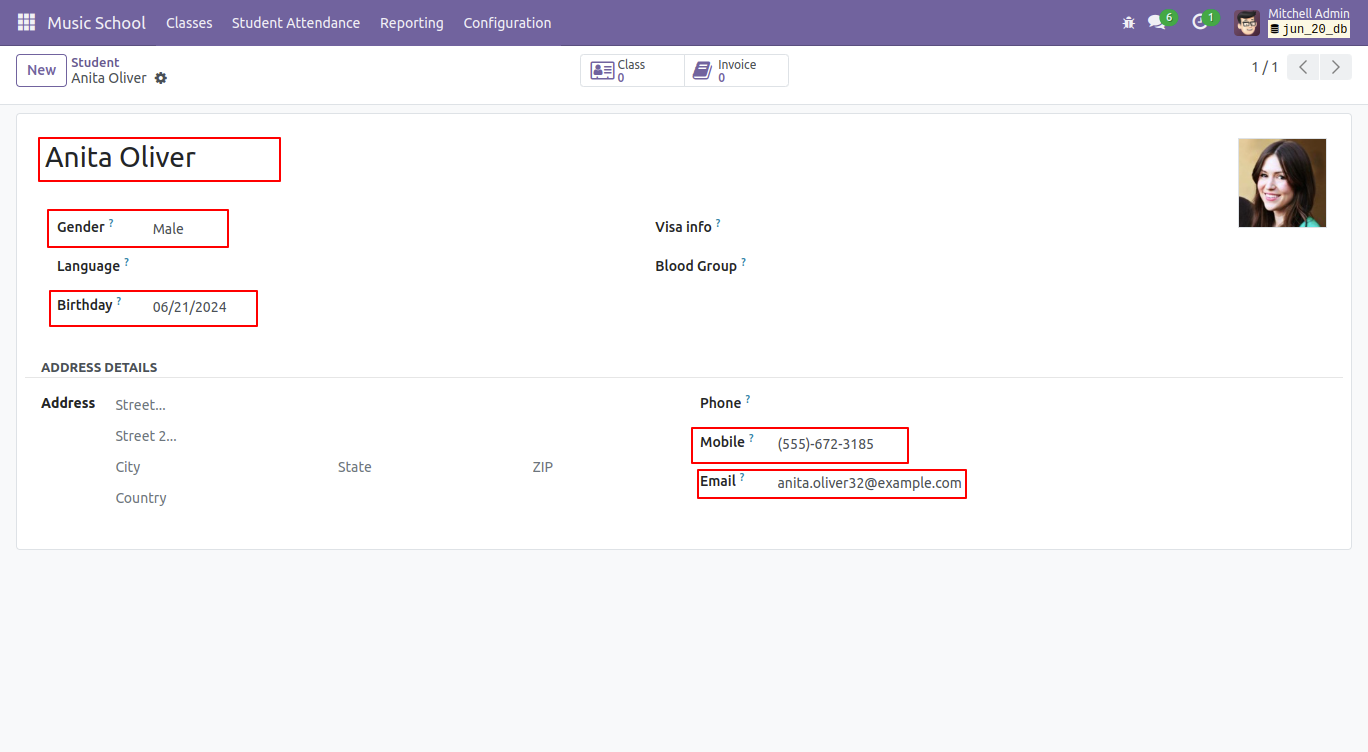 Music School Classes Student Attendance Reporting Configuration 6 1 Mitchell Admin
jun_20_db
New Student
Anita Oliver
Class
0
Invoice
0
1 / 1
Anita Oliver
Gender ? Male
Visa info ?
Language ?
Blood Group ?
Birthday ? 06/21/2024
ADDRESS DETAILS
Address Street...
Phone ?
Street 2...
Mobile ? (555)-672-3185
City State ZIP
Email ? anita.oliver32@example.com
Country